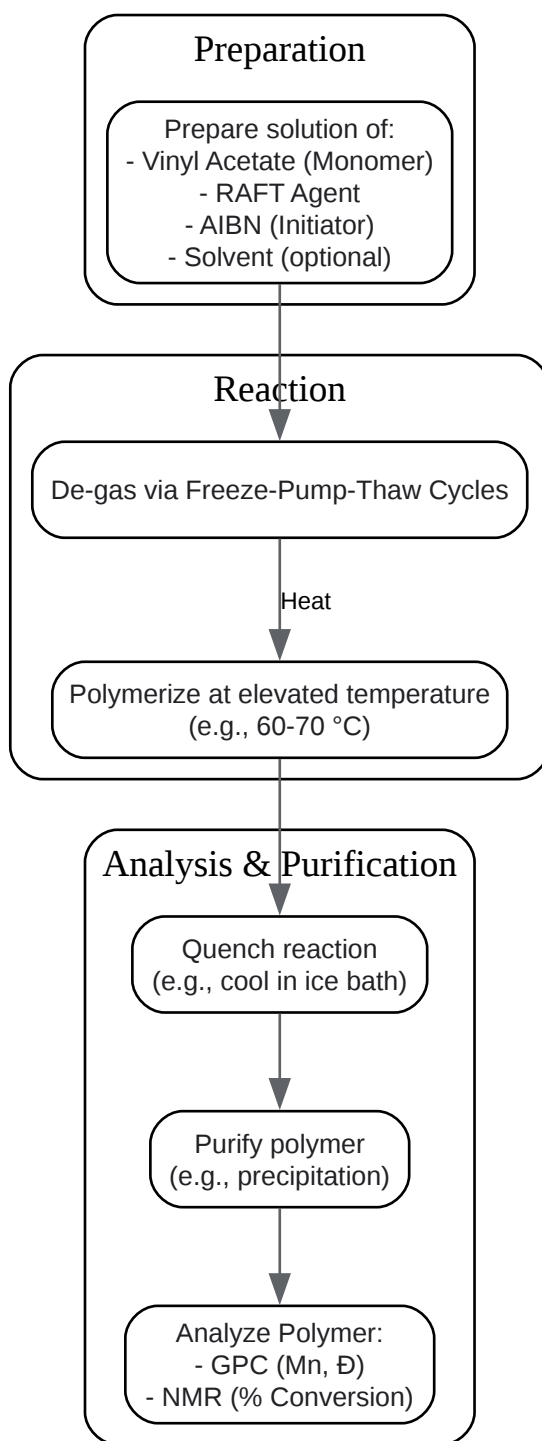 Preparation
Prepare solution of:
- Vinyl Acetate (Monomer)
- RAFT Agent
- AIBN (Initiator)
- Solvent (optional)
Reaction
De-gas via Freeze-Pump-Thaw Cycles
Heat
Polymerize at elevated temperature
(e.g., 60-70 °C)
Analysis & Purification
Quench reaction
(e.g., cool in ice bath)
Purify polymer
(e.g., precipitation)
Analyze Polymer:
- GPC (Mn, Đ)
- NMR (% Conversion)